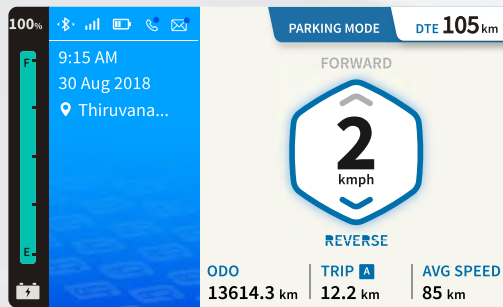 100%
F
E
9:15 AM
30 Aug 2018
Thiruvana...
PARKING MODE
DTE 105 km
FORWARD
2
kmph
REVERSE
ODO
13614.3 km
TRIP A
12.2 km
AVG SPEED
85 km